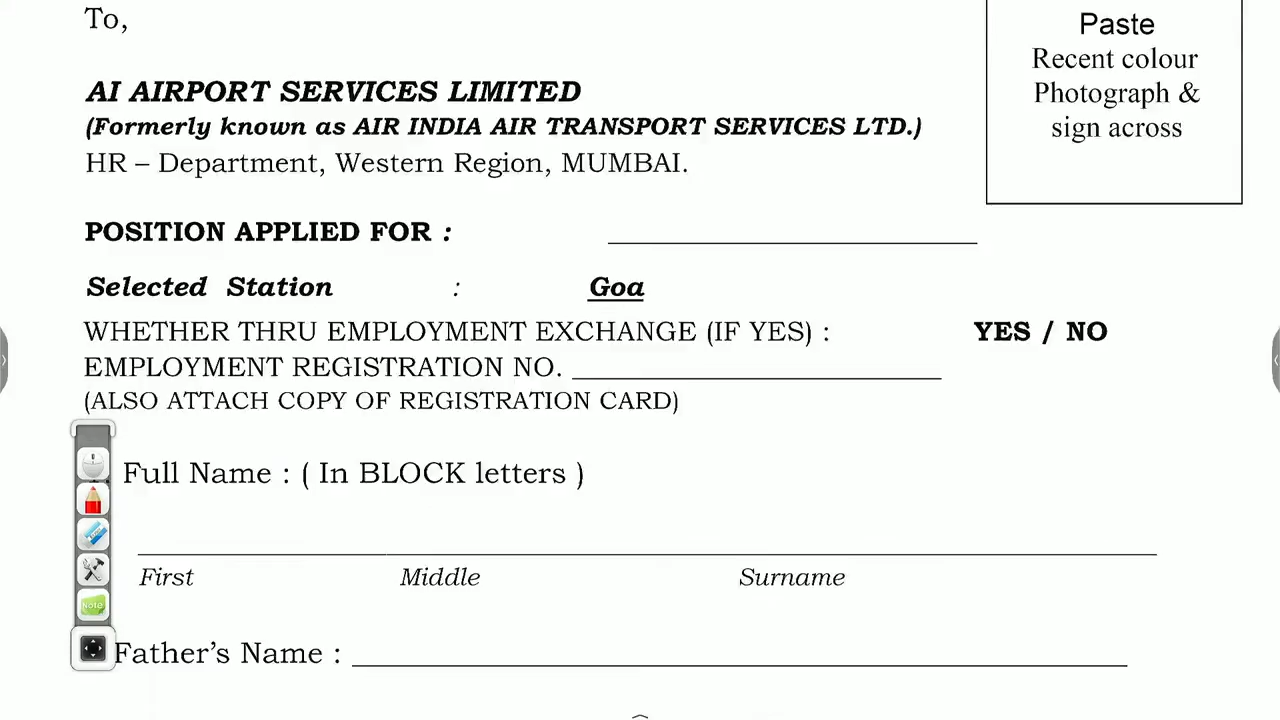 To,
Paste
Recent colour
Photograph &
sign across
AI AIRPORT SERVICES LIMITED
(Formerly known as AIR INDIA AIR TRANSPORT SERVICES LTD.)
HR – Department, Western Region, MUMBAI.
POSITION APPLIED FOR :
Selected Station : Goa
WHETHER THRU EMPLOYMENT EXCHANGE (IF YES) : YES / NO
EMPLOYMENT REGISTRATION NO.
(ALSO ATTACH COPY OF REGISTRATION CARD)
Full Name : ( In BLOCK letters )
First Middle Surname
Note
Father's Name :